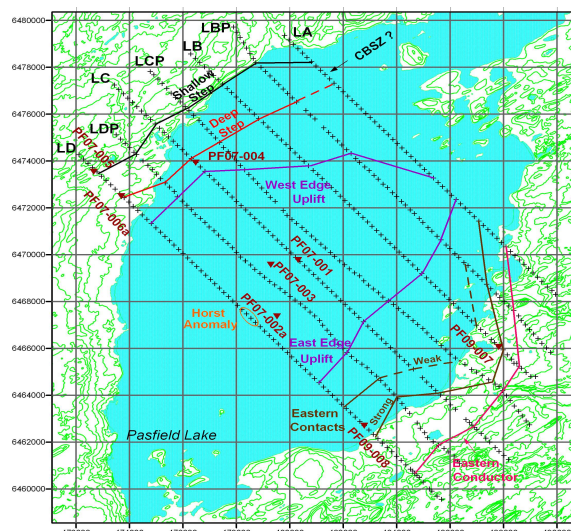 6480000
6478000
6476000
6474000
6472000
6470000
6468000
6466000
6464000
6462000
6460000
LBP
LA
LB
LCP
LC
LDP
LD
CBSZ ?
Shallow
Step
Deep
Step
PF07-005
PF07-004
PF07-006a
West Edge
Uplift
PF07-001
PF07-003
PF07-002a
Horst
Anomaly
East Edge
Uplift
PF09-007
Weak
Strong
Eastern
Contacts
PF09-008
Pasfield Lake
Eastern
Conductor